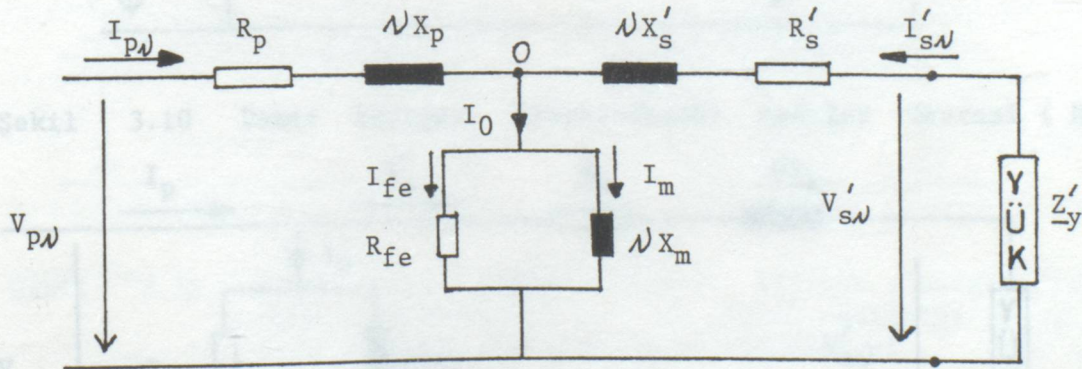 I_pν R_p νX_p O νX'_s R'_s I'_sν
Şekil 3.10
I_0
I_p
I_fe I_m
V_pν R_fe νX_m V'_sν YÜK Z'_y